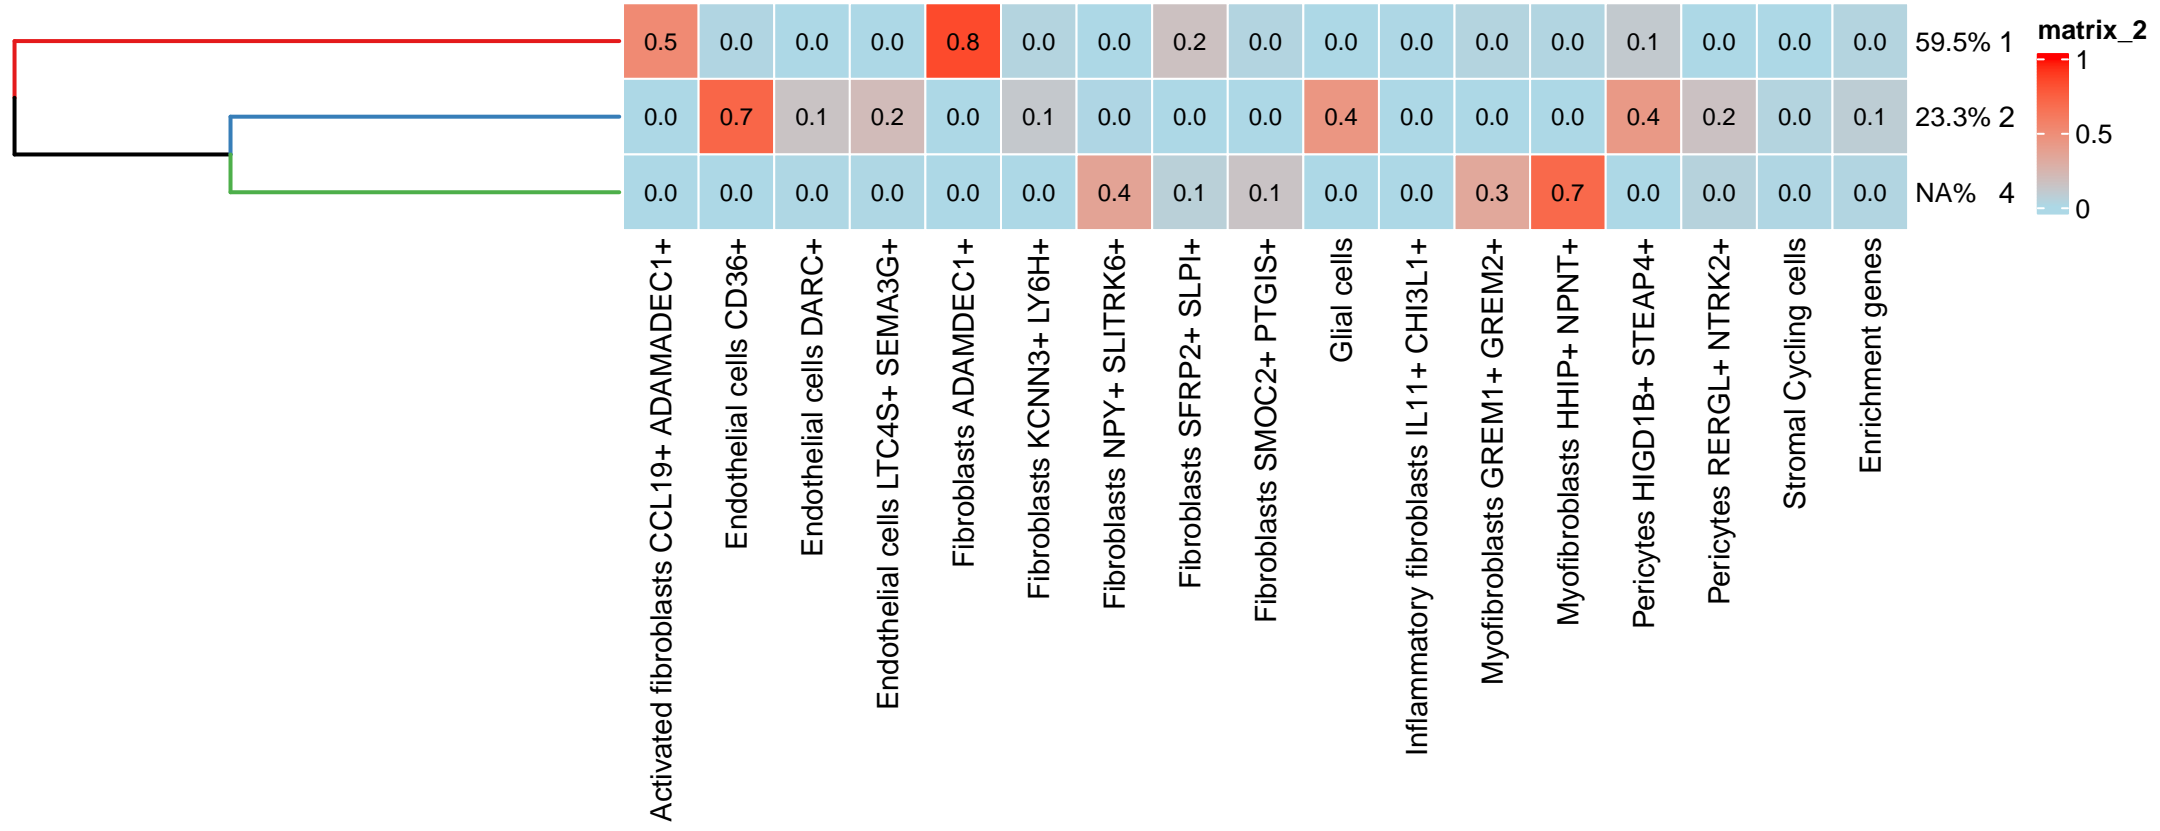 0.5 0.0 0.0 0.0 0.8 0.0 0.0 0.2 0.0 0.0 0.0 0.0 0.0 0.1 0.0 0.0 0.0 59.5% 1
0.0 0.7 0.1 0.2 0.0 0.1 0.0 0.0 0.0 0.4 0.0 0.0 0.0 0.4 0.2 0.0 0.1 23.3% 2
0.0 0.0 0.0 0.0 0.0 0.0 0.4 0.1 0.1 0.0 0.0 0.3 0.7 0.0 0.0 0.0 0.0 NA% 4
Activated fibroblasts CCL19+ ADAMADEC1+
Endothelial cells CD36+
Endothelial cells DARC+
Endothelial cells LTC4S+ SEMA3G+
Fibroblasts ADAMDEC1+
Fibroblasts KCNN3+ LY6H+
Fibroblasts NPY+ SLITRK6+
Fibroblasts SFRP2+ SLPI+
Fibroblasts SMOC2+ PTGIS+
Glial cells
Inflammatory fibroblasts IL11+ CHI3L1+
Myofibroblasts GREM1+ GREM2+
Myofibroblasts HHIP+ NPNT+
Pericytes HIGD1B+ STEAP4+
Pericytes RERGL+ NTRK2+
Stromal Cycling cells
Enrichment genes
matrix_2
1
0.5
0